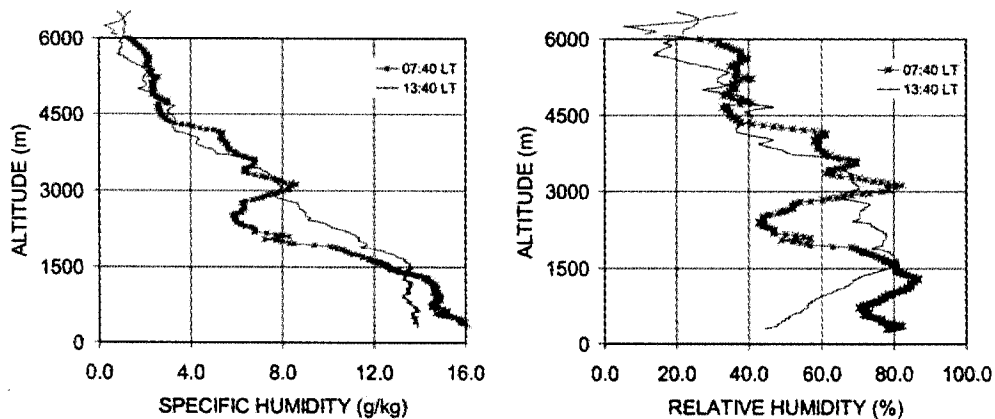 6000
4500
3000
1500
0
ALTITUDE (m)
07:40 LT
13:40 LT
0.0 4.0 8.0 12.0 16.0
SPECIFIC HUMIDITY (g/kg)
6000
4500
3000
1500
0
ALTITUDE (m)
07:40 LT
13:40 LT
0.0 20.0 40.0 60.0 80.0 100.0
RELATIVE HUMIDITY (%)